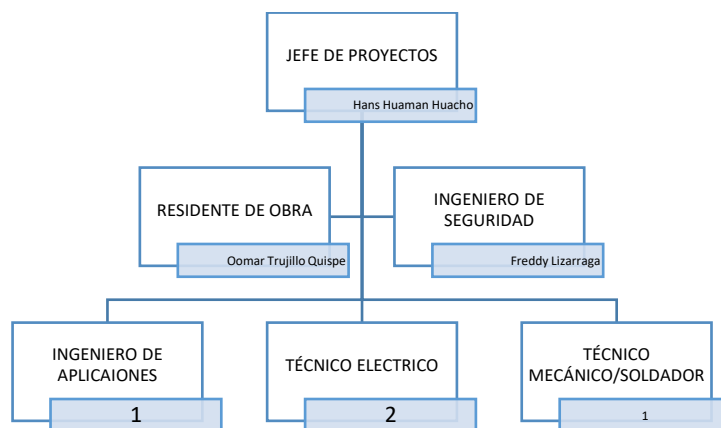 JEFE DE PROYECTOS
Hans Huaman Huacho
RESIDENTE DE OBRA
Oomar Trujillo Quispe
INGENIERO DE
SEGURIDAD
Freddy Lizarraga
INGENIERO DE
APLICAIONES
1
TÉCNICO ELECTRICO
2
TÉCNICO
MECÁNICO/SOLDADOR
1